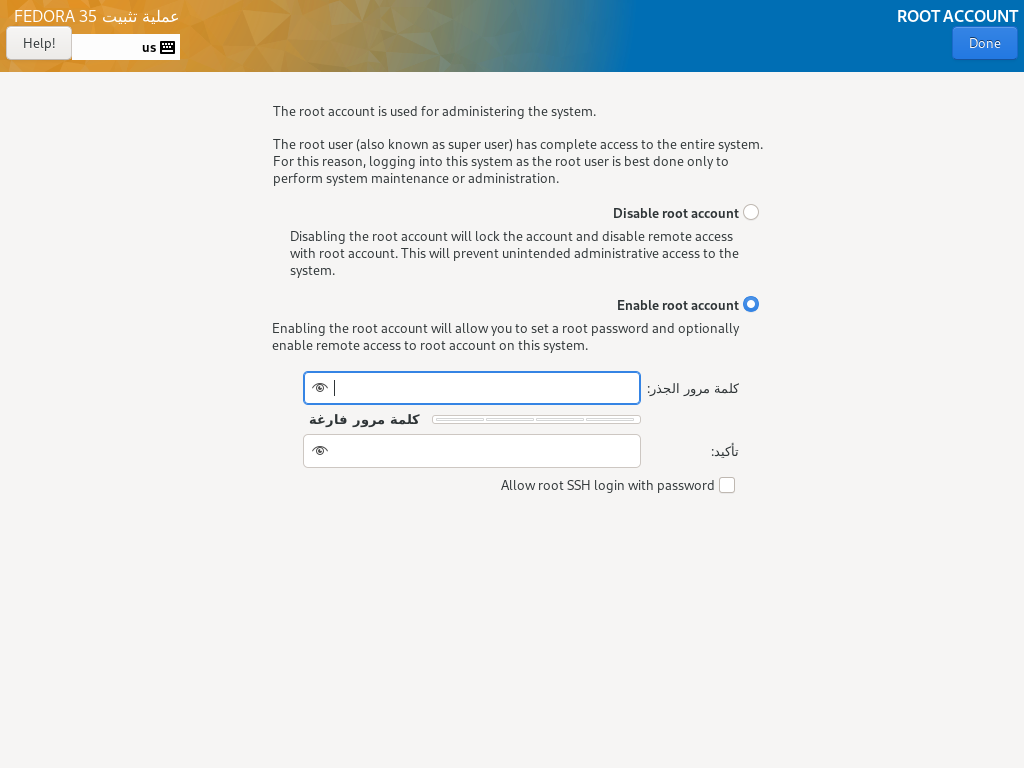 ROOT ACCOUNT
عملية تثبيت FEDORA 35
Done
us
Help!
The root account is used for administering the system.
The root user (also known as super user) has complete access to the entire system.
For this reason, logging into this system as the root user is best done only to
perform system maintenance or administration.
Disable root account
Disabling the root account will lock the account and disable remote access
with root account. This will prevent unintended administrative access to the
system.
Enable root account
Enabling the root account will allow you to set a root password and optionally
enable remote access to root account on this system.
كلمة مرور الجذر:
كلمة مرور فارغة
تأكيد:
Allow root SSH login with password